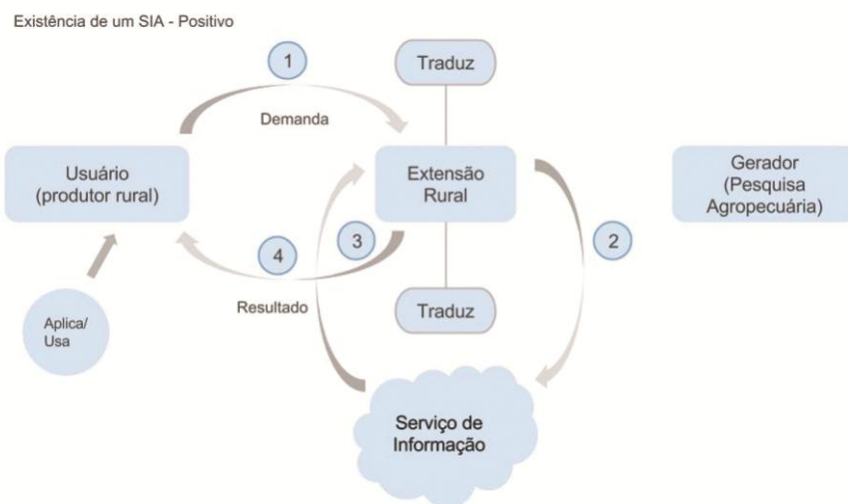 Existência de um SIA - Positivo
1
Traduz
Demanda
Usuário
(produtor rural)
Extensão
Rural
Gerador
(Pesquisa
Agropecuária)
4
3
2
Resultado
Traduz
Aplica/
Usa
Serviço de
Informação